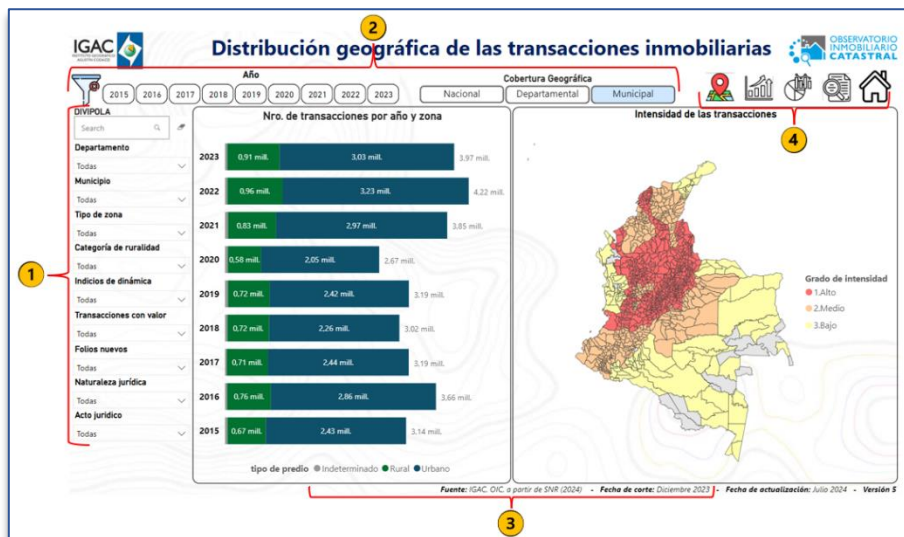 2
IGAC
INSTITUTO GEOGRÁFICO
AGUSTÍN CODAZZI
Distribución geográfica de las transacciones inmobiliarias
OBSERVATORIO
INMOBILIARIO
CATASTRAL
Año
Cobertura Geográfica
2015 2016 2017 2018 2019 2020 2021 2022 2023
Nacional Departamental Municipal
DIVIPOLA
Search
Departamento
Todas
Municipio
Todas
Tipo de zona
Todas
Categoría de ruralidad
Todas
Indicios de dinámica
Todas
Transacciones con valor
Todas
Folios nuevos
Todas
Naturaleza jurídica
Todas
Acto jurídico
Todas
1
Nro. de transacciones por año y zona
2023 0,91 mill. 3,03 mill. 3.97 mill.
2022 0,96 mill. 3,23 mill. 4.22 mill.
2021 0,83 mill. 2,97 mill. 3.85 mill.
2020 0,58 mill. 2,05 mill. 2.67 mill.
2019 0,72 mill. 2,42 mill. 3.19 mill.
2018 0,72 mill. 2,26 mill. 3.02 mill.
2017 0,71 mill. 2,44 mill. 3.19 mill.
2016 0,76 mill. 2,86 mill. 3.66 mill.
2015 0,67 mill. 2,43 mill. 3.14 mill.
tipo de predio Indeterminado Rural Urbano
Intensidad de las transacciones
4
Grado de intensidad
1.Alto
2.Medio
3.Bajo
Fuente: IGAC, OIC, a partir de SNR (2024) - Fecha de corte: Diciembre 2023 - Fecha de actualización: Julio 2024 - Versión 5
3